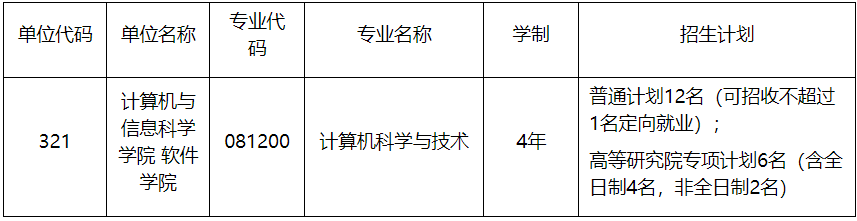 单位代码 单位名称 专业代码 专业名称 学制 招生计划
321 计算机与信息科学学院 软件学院 081200 计算机科学与技术 4年 普通计划12名（可招收不超过
1名定向就业）；
高等研究院专项计划6名（含全
日制4名，非全日制2名）